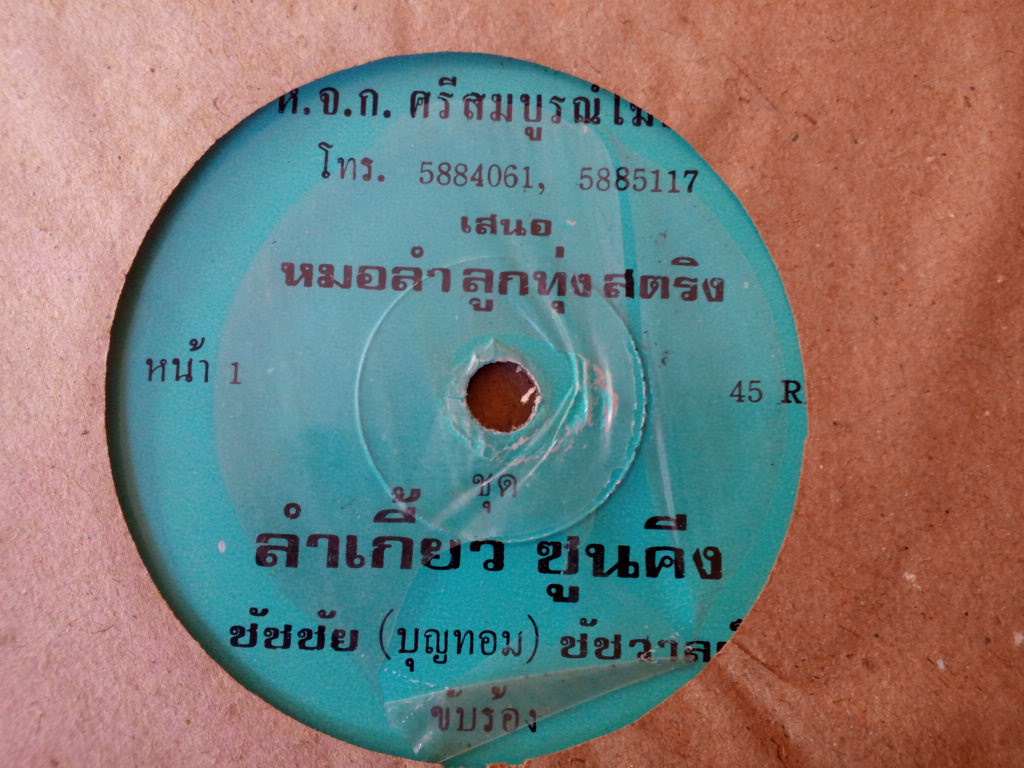 ห.จ.ก. ศรีสมบูรณ์
โทร. 5884061, 5885117
เสนอ
หมอลำ ลูกทุ่ง สตริง
หน้า 1
45 R
ชุด
ลำเกี้ยว ซูนคีง
ชัชชัย (บุญทอม) ชัชวาลย์
ขับร้อง